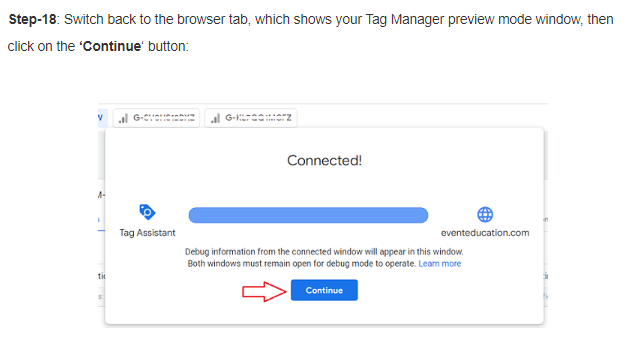 Step-18: Switch back to the browser tab, which shows your Tag Manager preview mode window, then
click on the ‘Continue‘ button:
Connected!
Tag Assistant
eventeducation.com
Debug information from the connected window will appear in this window.
Both windows must remain open for debug mode to operate. Learn more
Continue